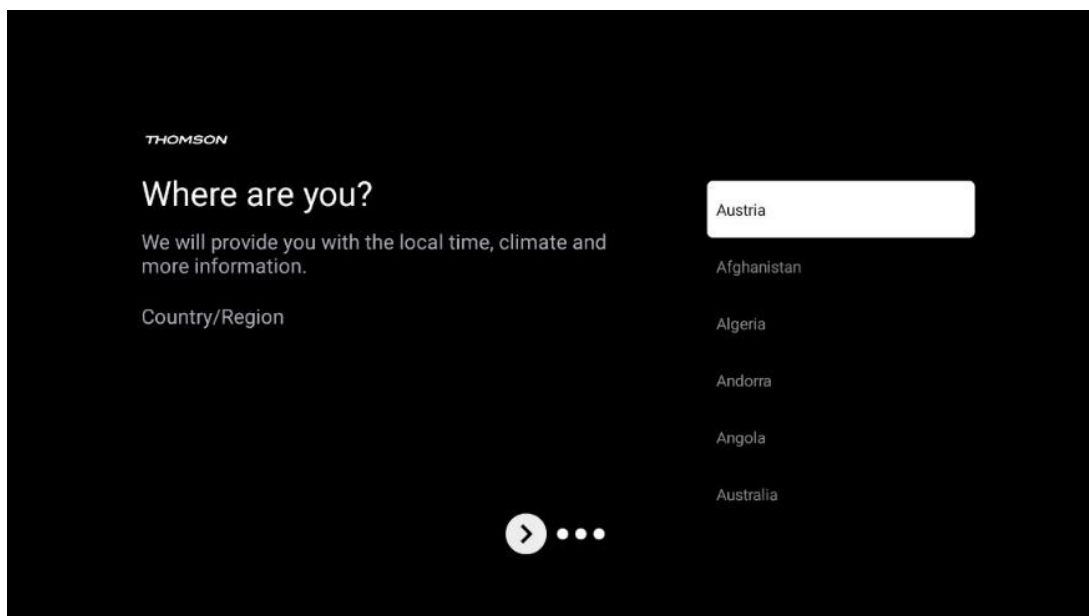 THOMSON
Where are you?
We will provide you with the local time, climate and
more information.
Country/Region
Austria
Afghanistan
Algeria
Andorra
Angola
Australia